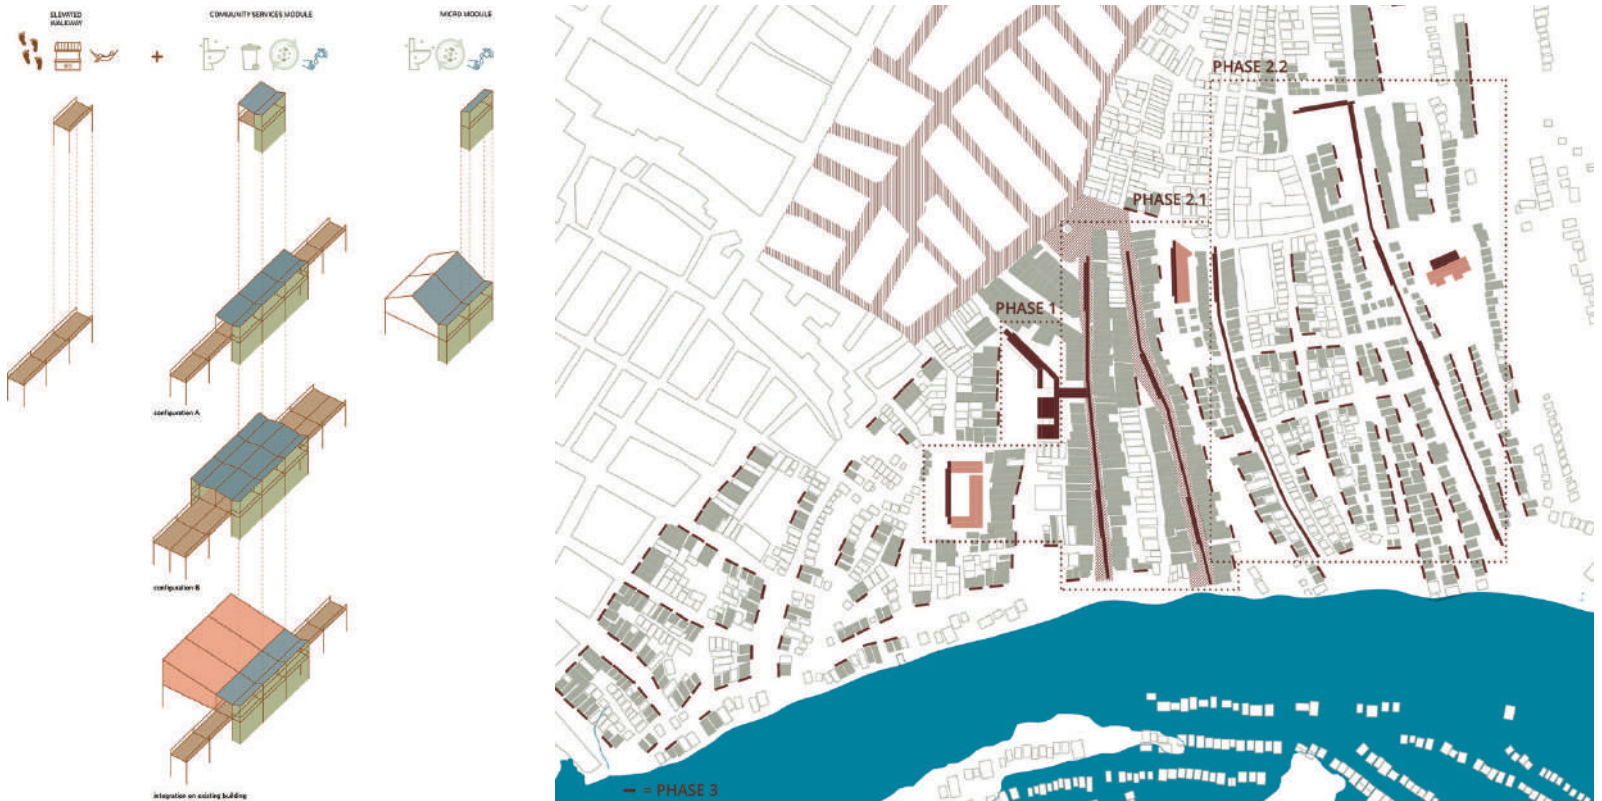 ELEVATED
WALKWAY
COMMUNITY SERVICES MODULE
MICRO MODULE
+
configuration A
configuration B
integration on existing building
PHASE 2.2
PHASE 2.1
PHASE 1
= PHASE 3